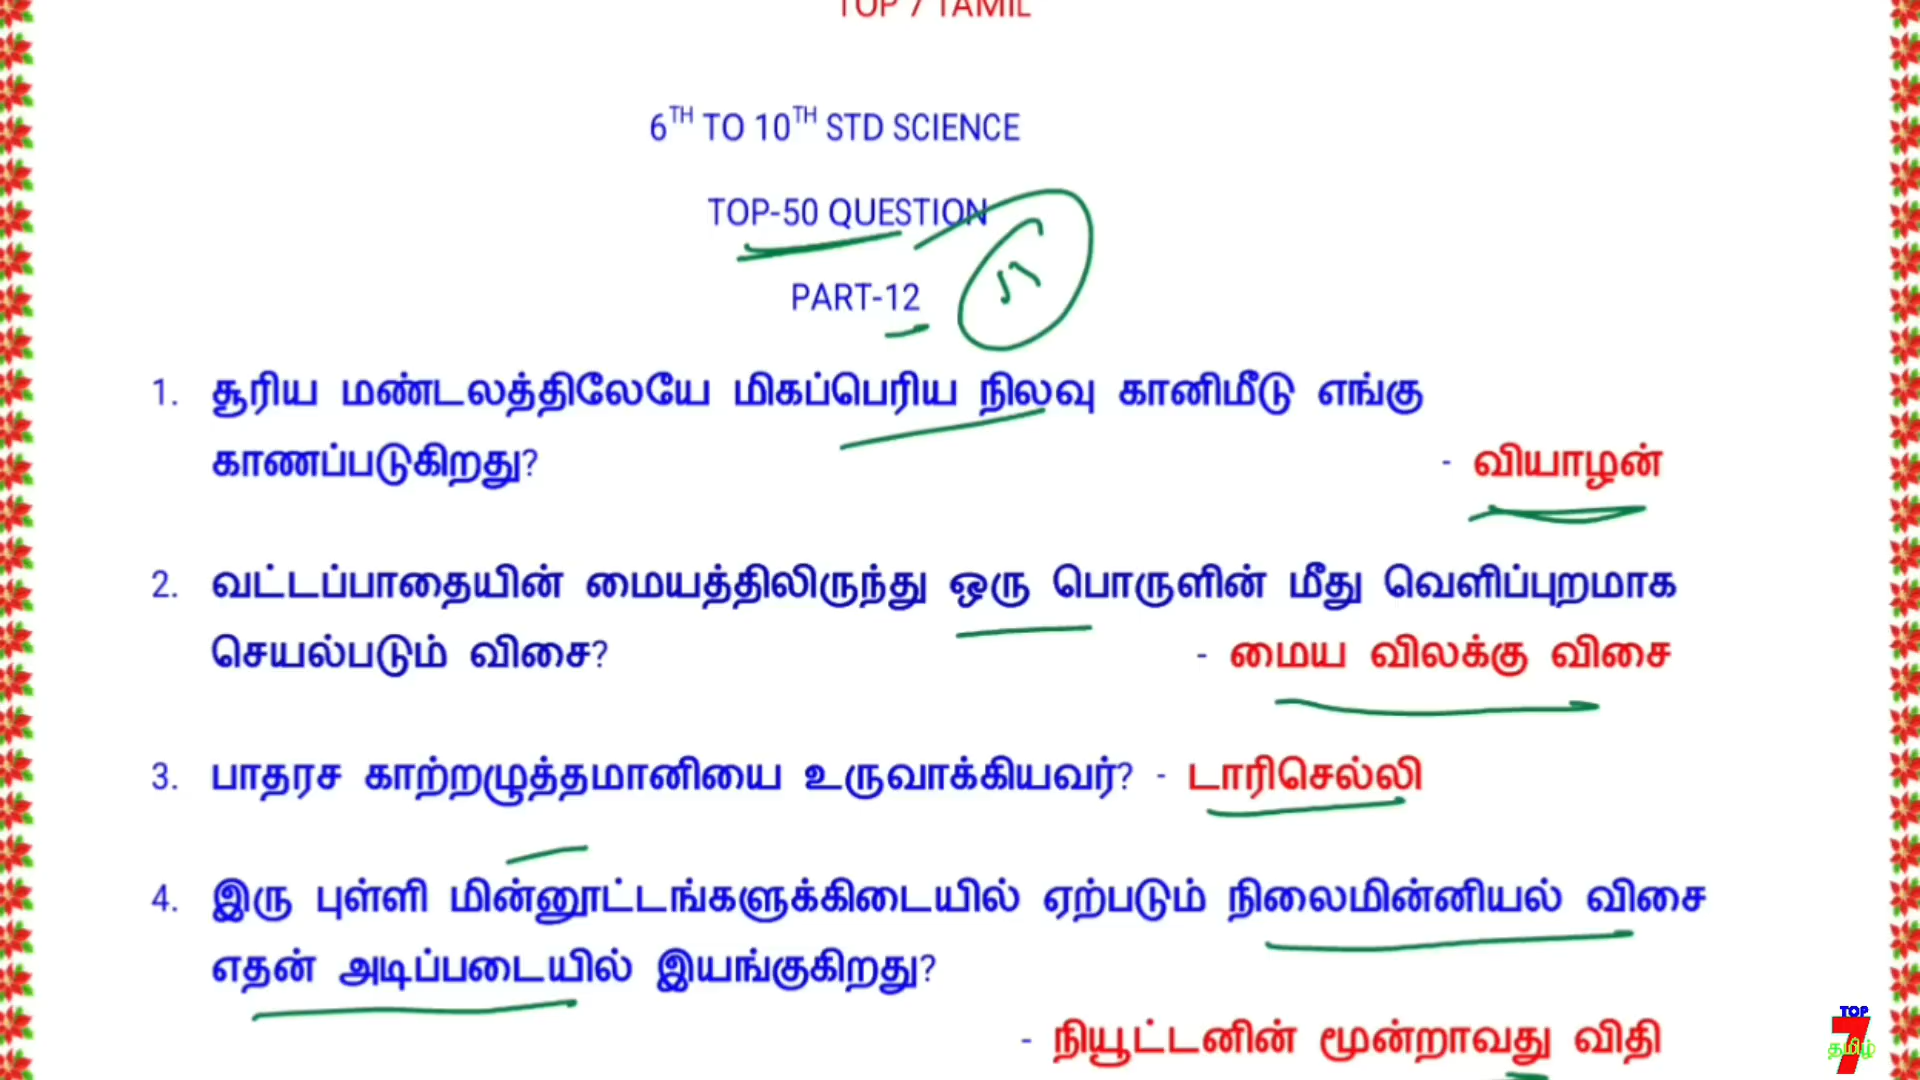 TOP 7 TAMIL
6TH TO 10TH STD SCIENCE
TOP-50 QUESTION
PART-12
1. சூரிய மண்டலத்திலேயே மிகப்பெரிய நிலவு கானிமீடு எங்கு
காணப்படுகிறது? - வியாழன்
2. வட்டப்பாதையின் மையத்திலிருந்து ஒரு பொருளின் மீது வெளிப்புறமாக
செயல்படும் விசை? - மைய விலக்கு விசை
3. பாதரச காற்றழுத்தமானியை உருவாக்கியவர்? - டாரிசெல்லி
4. இரு புள்ளி மின்னூட்டங்களுக்கிடையில் ஏற்படும் நிலைமின்னியல் விசை
எதன் அடிப்படையில் இயங்குகிறது?
- நியூட்டனின் மூன்றாவது விதி
TOP
7
தமிழ்